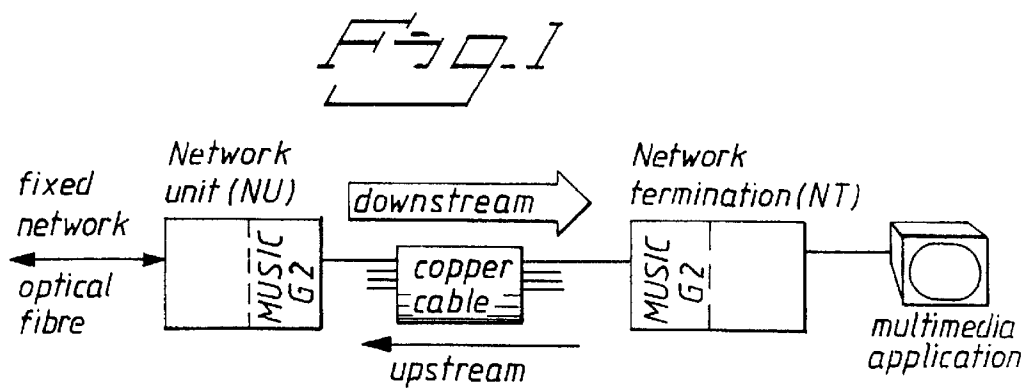 Fig.1
Network
unit (NU)
fixed
network
optical
fibre
MUSIC
G2
downstream
copper
cable
upstream
Network
termination (NT)
MUSIC
G2
multimedia
application